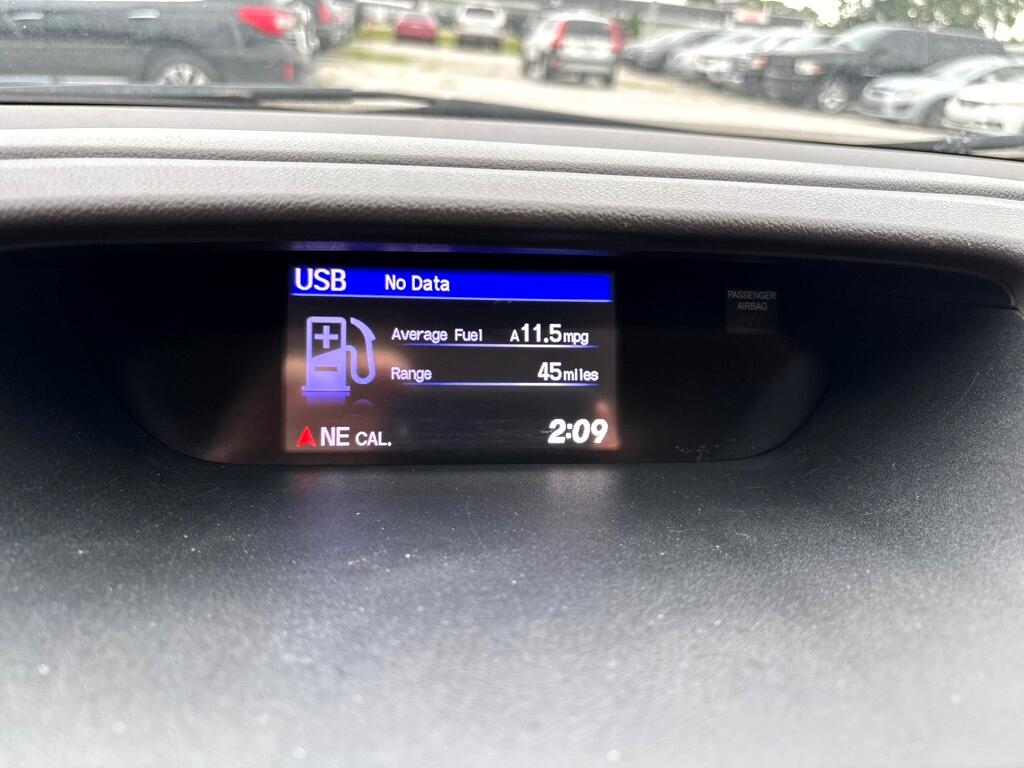 USB No Data
Average Fuel A11.5mpg
Range 45miles
NE CAL. 2:09
PASSENGER
AIRBAG